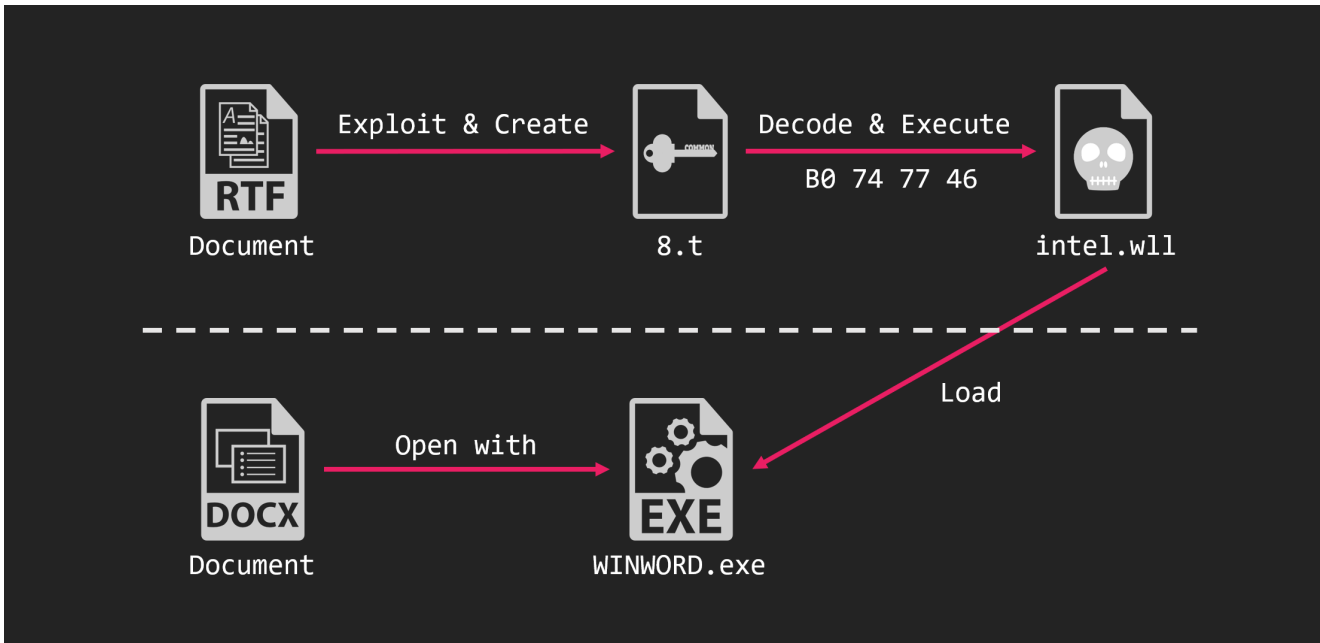 Exploit & Create
Decode & Execute
B0 74 77 46
A
RTF
COMMON
Document
8.t
intel.wll
Load
Open with
DOCX
EXE
Document
WINWORD.exe